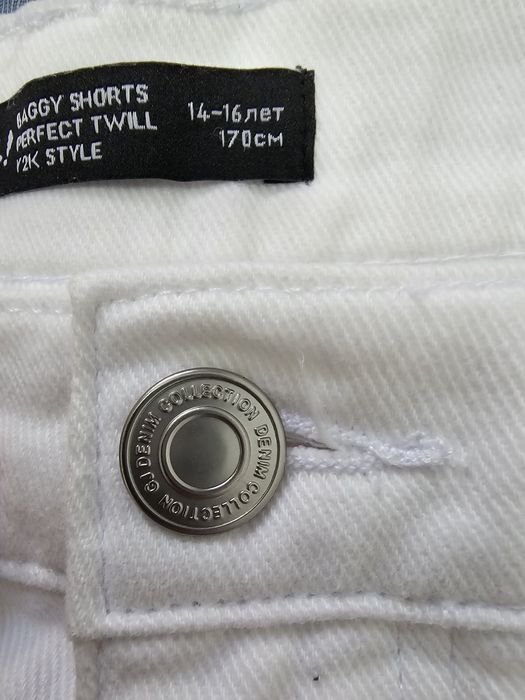 BAGGY SHORTS
PERFECT TWILL
Y2K STYLE
14-16лет
170см
GJ DENIM COLLECTION DENIM COLLECTION